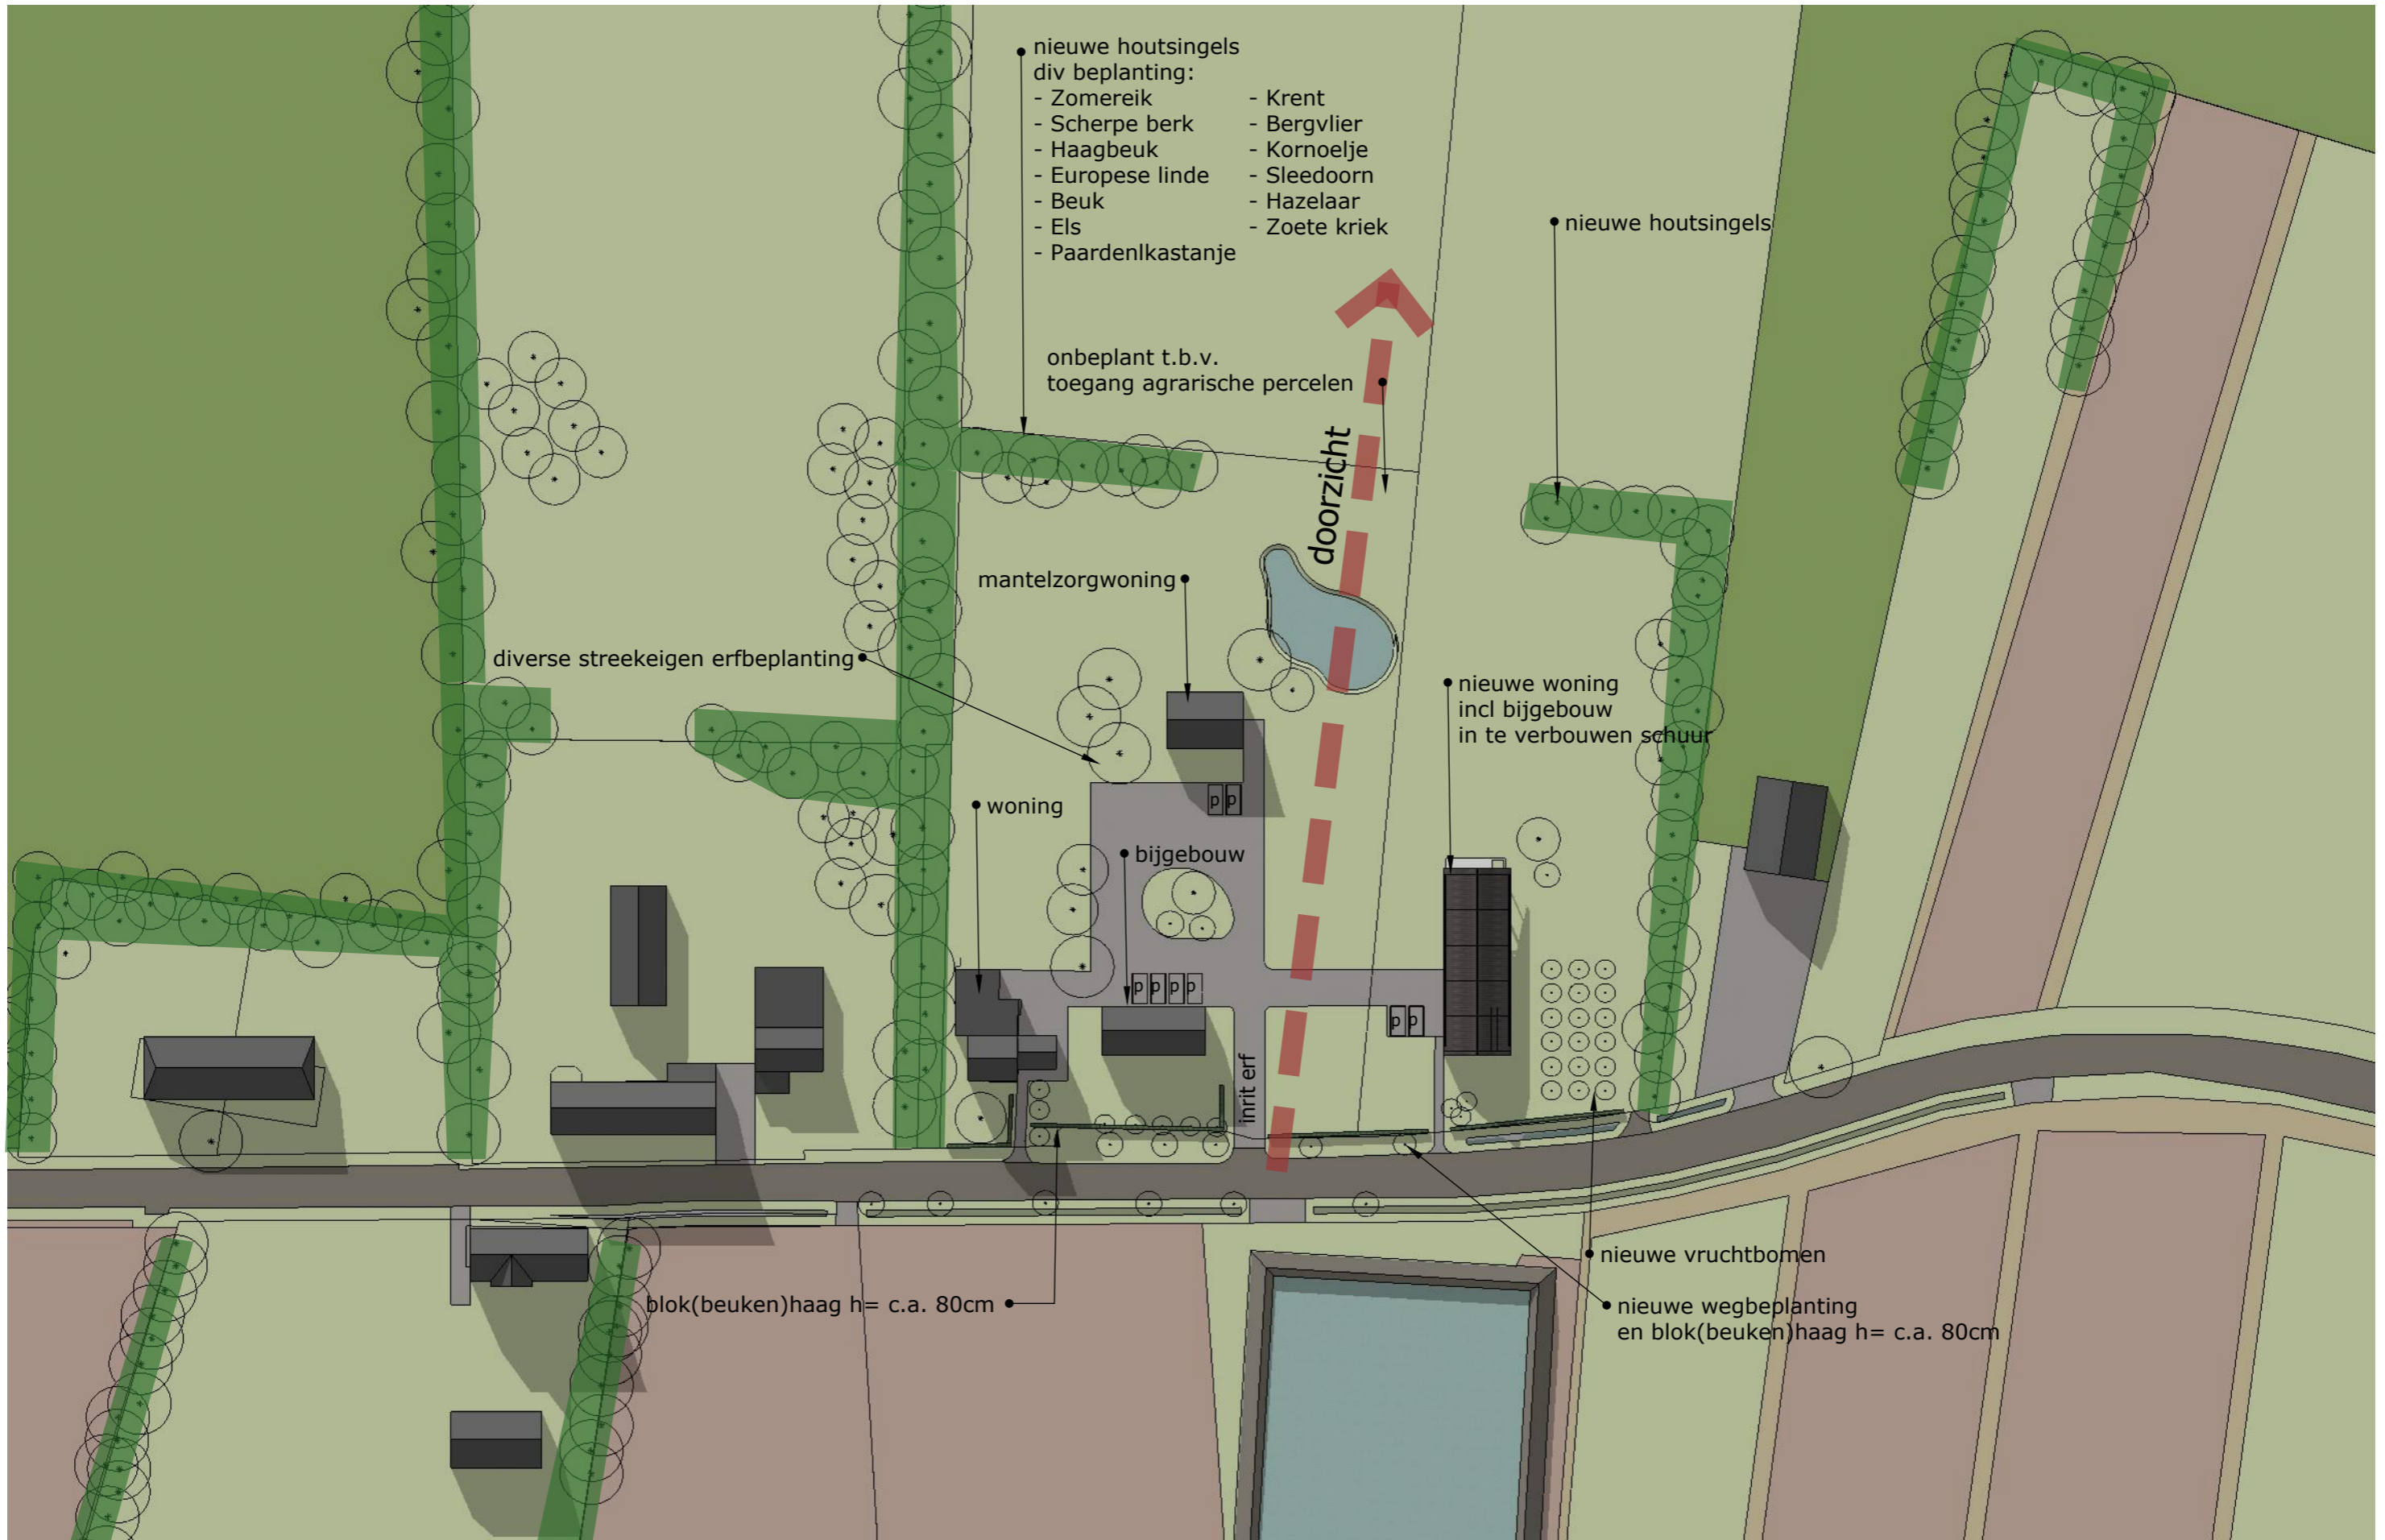 nieuwe houtsingels
div beplanting:
- Zomereik
- Scherpe berk
- Haagbeuk
- Europese linde
- Beuk
- Els
- Paardenlkastanje
- Krent
- Bergvlier
- Kornoelje
- Sleedoorn
- Hazelaar
- Zoete kriek
nieuwe houtsingels
onbeplant t.b.v.
toegang agrarische percelen
doorzicht
mantelzorgwoning
diverse streekeigen erfbeplanting
nieuwe woning
incl bijgebouw
in te verbouwen schuur
woning
p p
bijgebouw
p p p p
p p
inrit erf
nieuwe vruchtbomen
blok(beuken)haag h= c.a. 80cm
nieuwe wegbeplanting
en blok(beuken)haag h= c.a. 80cm